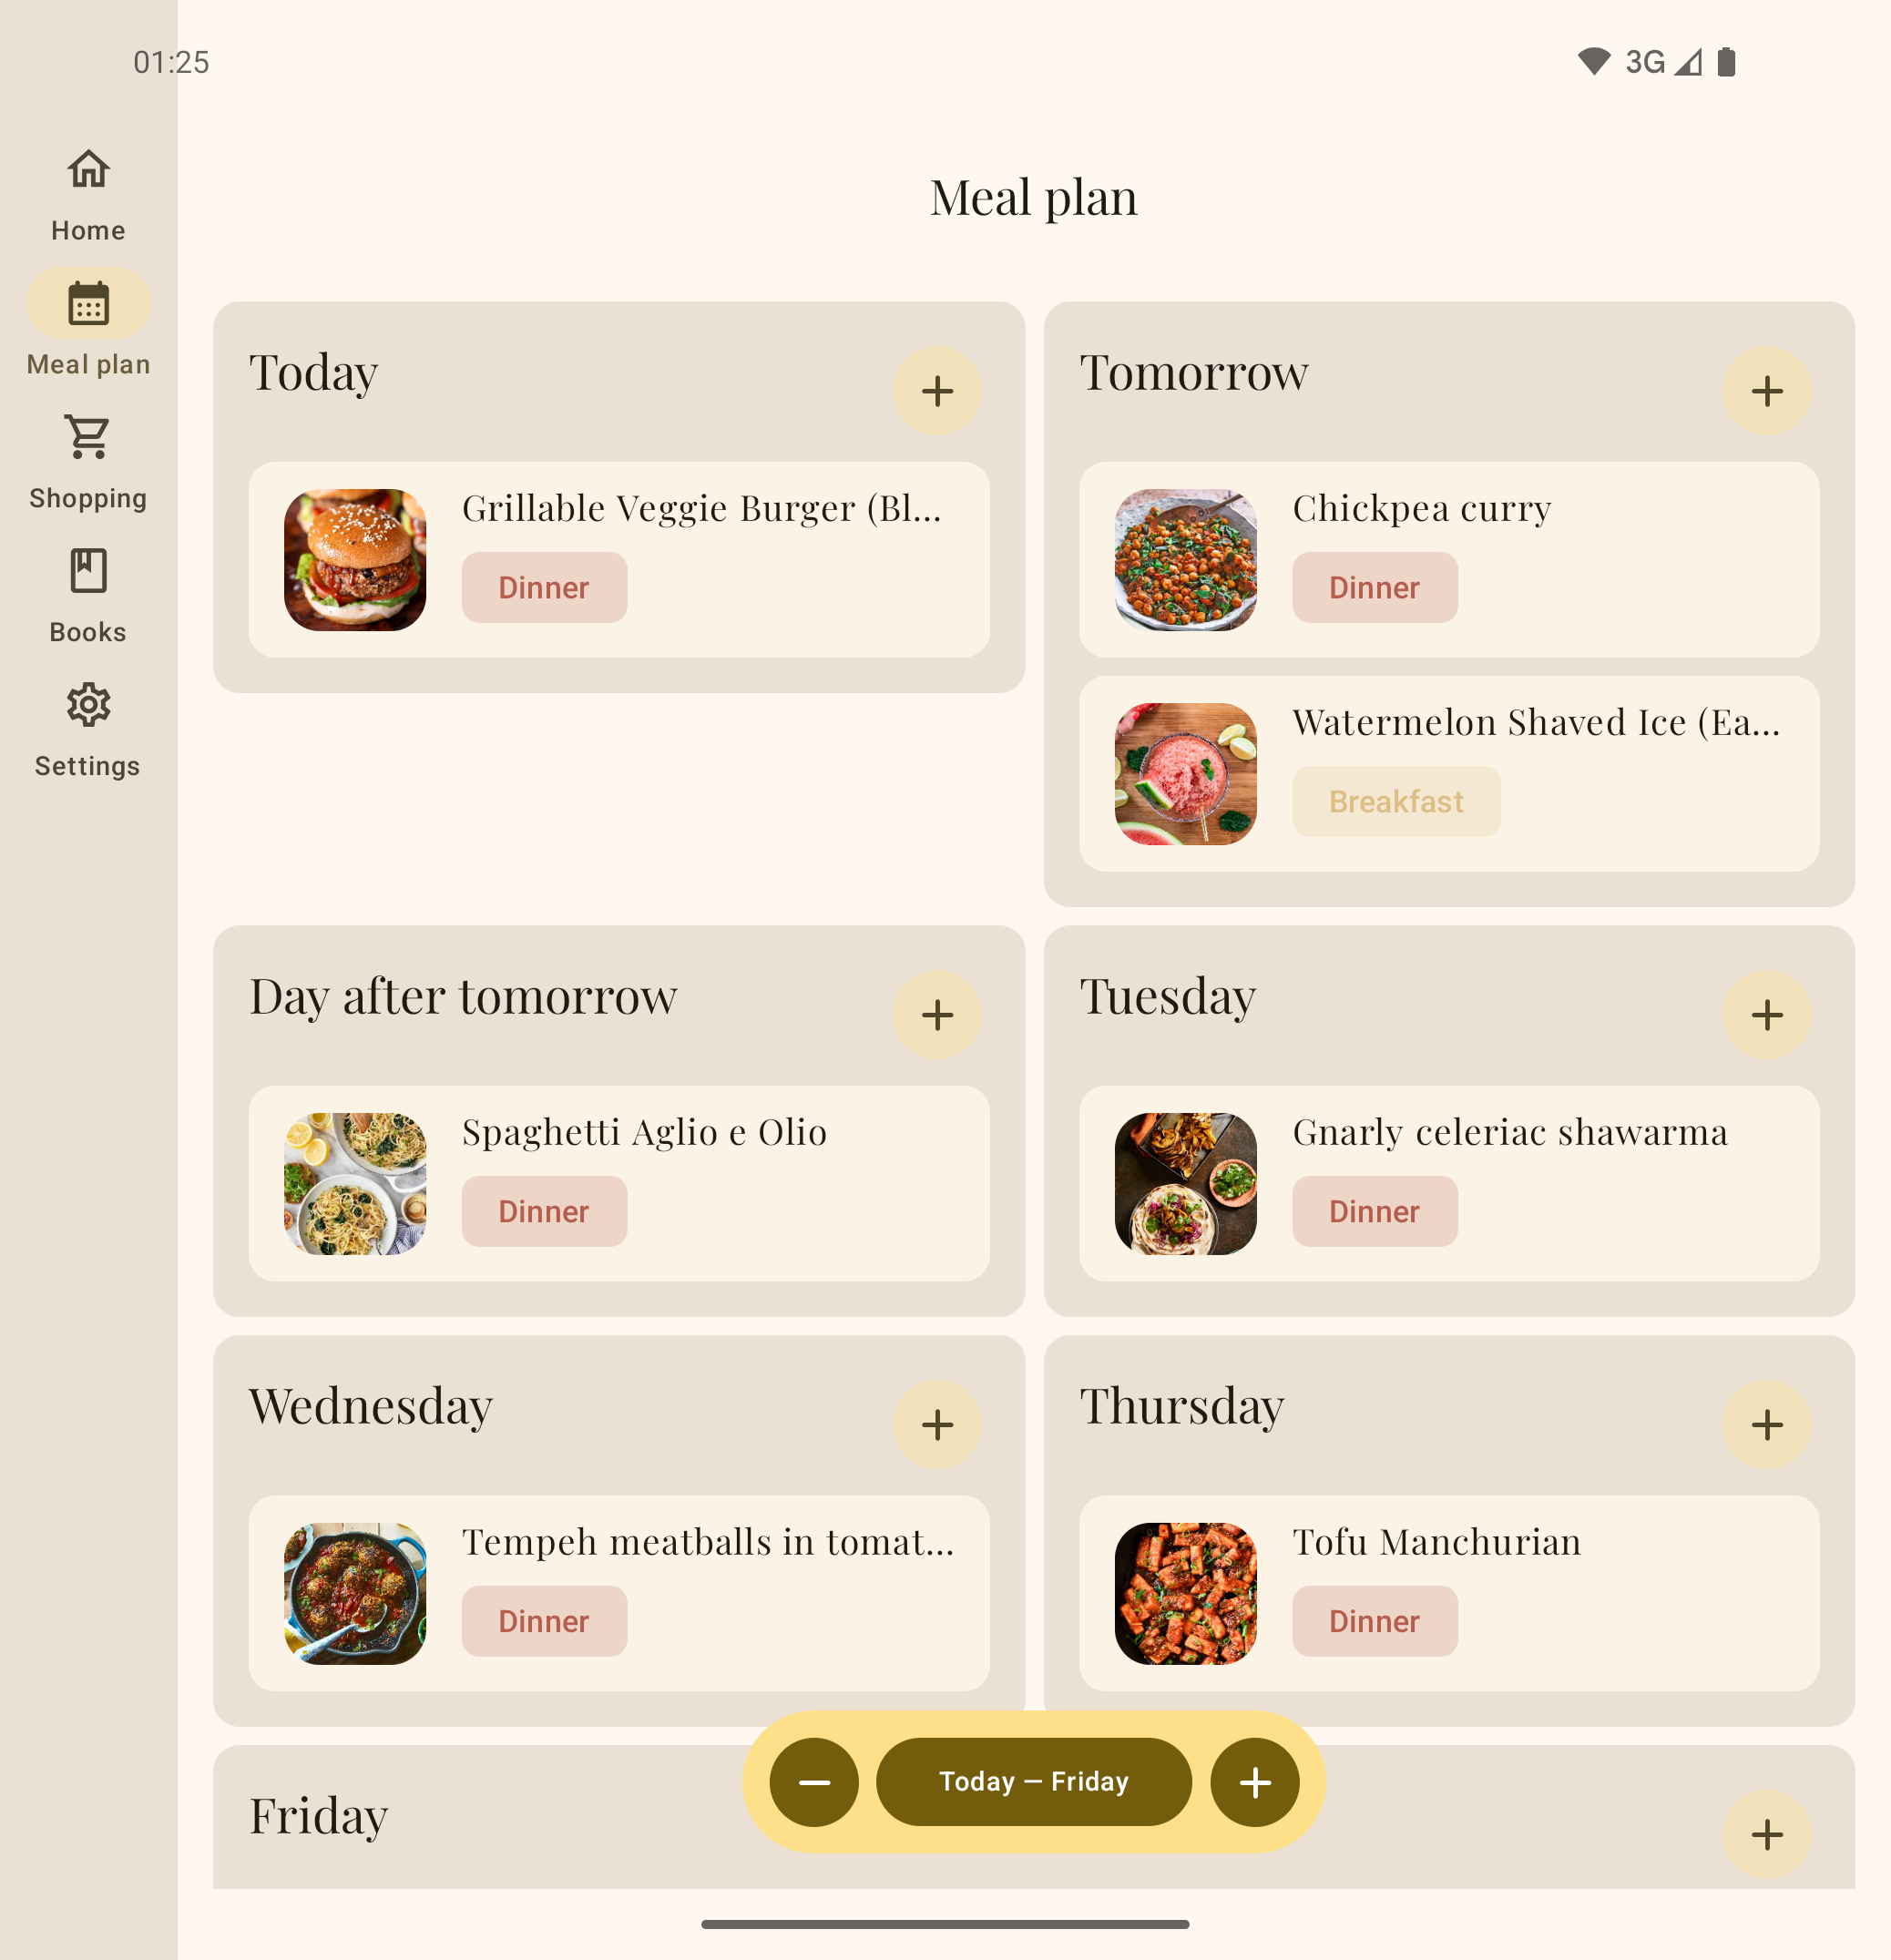 01:25
3G
Home
Meal plan
Shopping
Books
Settings
Meal plan
Today
Grillable Veggie Burger (Bl...
Dinner
Tomorrow
Chickpea curry
Dinner
Watermelon Shaved Ice (Ea...
Breakfast
Day after tomorrow
Spaghetti Aglio e Olio
Dinner
Tuesday
Gnarly celeriac shawarma
Dinner
Wednesday
Tempeh meatballs in tomat...
Dinner
Thursday
Tofu Manchurian
Dinner
Friday
Today – Friday